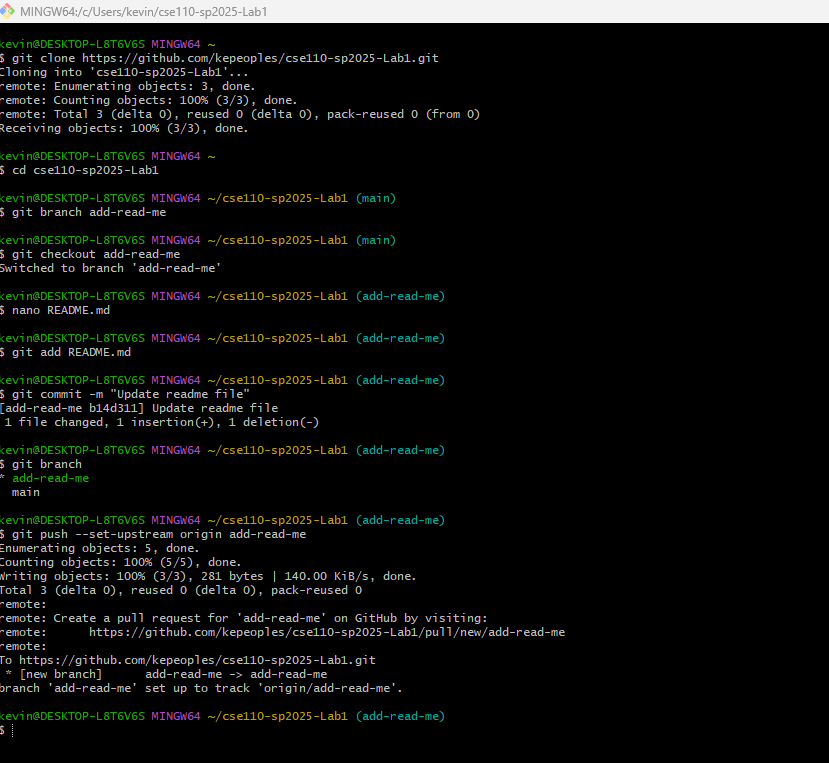 MINGW64:/c/Users/kevin/cse110-sp2025-Lab1
kevin@DESKTOP-L8T6V6S MINGW64 ~
$ git clone https://github.com/kepeoples/cse110-sp2025-Lab1.git
Cloning into 'cse110-sp2025-Lab1'...
remote: Enumerating objects: 3, done.
remote: Counting objects: 100% (3/3), done.
remote: Total 3 (delta 0), reused 0 (delta 0), pack-reused 0 (from 0)
Receiving objects: 100% (3/3), done.
kevin@DESKTOP-L8T6V6S MINGW64 ~
$ cd cse110-sp2025-Lab1
kevin@DESKTOP-L8T6V6S MINGW64 ~/cse110-sp2025-Lab1 (main)
$ git branch add-read-me
kevin@DESKTOP-L8T6V6S MINGW64 ~/cse110-sp2025-Lab1 (main)
$ git checkout add-read-me
Switched to branch 'add-read-me'
kevin@DESKTOP-L8T6V6S MINGW64 ~/cse110-sp2025-Lab1 (add-read-me)
$ nano README.md
kevin@DESKTOP-L8T6V6S MINGW64 ~/cse110-sp2025-Lab1 (add-read-me)
$ git add README.md
kevin@DESKTOP-L8T6V6S MINGW64 ~/cse110-sp2025-Lab1 (add-read-me)
$ git commit -m "Update readme file"
[add-read-me b14d311] Update readme file
 1 file changed, 1 insertion(+), 1 deletion(-)
kevin@DESKTOP-L8T6V6S MINGW64 ~/cse110-sp2025-Lab1 (add-read-me)
$ git branch
* add-read-me
  main
kevin@DESKTOP-L8T6V6S MINGW64 ~/cse110-sp2025-Lab1 (add-read-me)
$ git push --set-upstream origin add-read-me
Enumerating objects: 5, done.
Counting objects: 100% (5/5), done.
Writing objects: 100% (3/3), 281 bytes | 140.00 KiB/s, done.
Total 3 (delta 0), reused 0 (delta 0), pack-reused 0
remote:
remote: Create a pull request for 'add-read-me' on GitHub by visiting:
remote:      https://github.com/kepeoples/cse110-sp2025-Lab1/pull/new/add-read-me
remote:
To https://github.com/kepeoples/cse110-sp2025-Lab1.git
 * [new branch]      add-read-me -> add-read-me
branch 'add-read-me' set up to track 'origin/add-read-me'.
kevin@DESKTOP-L8T6V6S MINGW64 ~/cse110-sp2025-Lab1 (add-read-me)
$